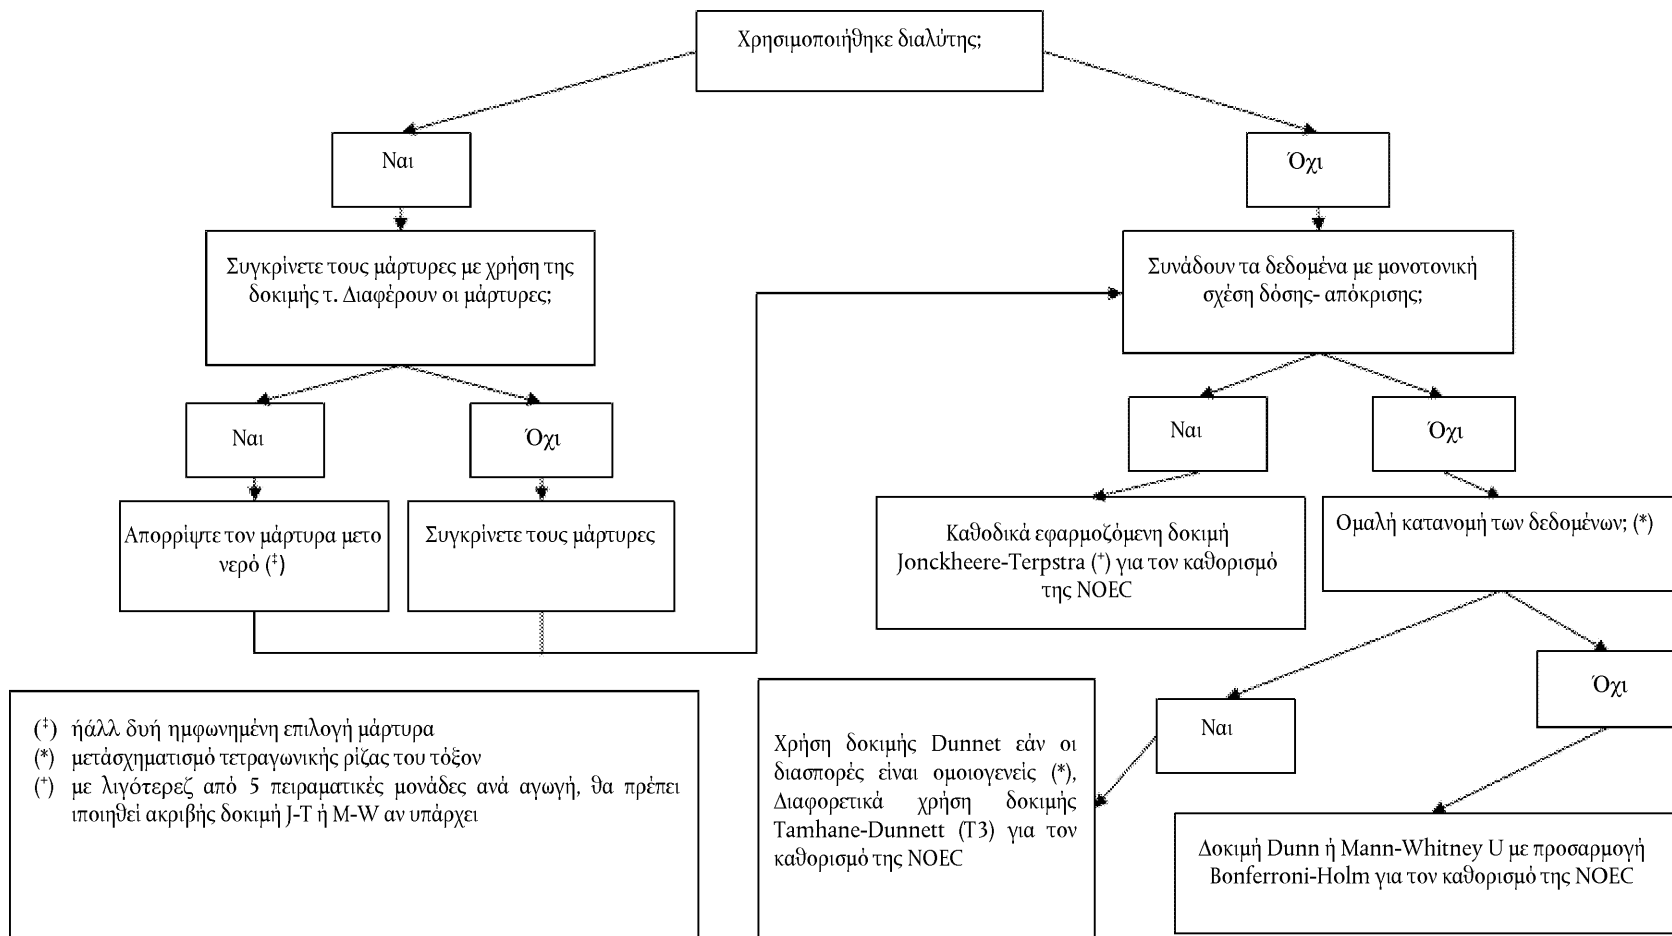 Χρησιμοποιήθηκε διαλύτης;
Ναι
Όχι
Συγκρίνετε τους μάρτυρες με χρήση της
δοκιμής τ. Διαφέρουν οι μάρτυρες;
Συνάδουν τα δεδομένα με μονοτονική
σχέση δόσης- απόκρισης;
Ναι
Όχι
Ναι
Όχι
Απορρίψτε τον μάρτυρα μετο
νερό (‡)
Συγκρίνετε τους μάρτυρες
Καθοδικά εφαρμοζόμενη δοκιμή
Jonckheere-Terpstra (⁺) για τον καθορισμό
της NOEC
Ομαλή κατανομή των δεδομένων; (*)
Ναι
Όχι
Χρήση δοκιμής Dunnet εάν οι
διασπορές είναι ομοιογενείς (*),
Διαφορετικά χρήση δοκιμής
Tamhane-Dunnett (T3) για τον
καθορισμό της NOEC
Δοκιμή Dunn ή Mann-Whitney U με προσαρμογή
Bonferroni-Holm για τον καθορισμό της NOEC
(‡) ήάλλ δυή ημφωνημένη επιλογή μάρτυρα
(*) μετάσχηματισμό τετραγωνικής ρίζας του τόξον
(⁺) με λιγότερεζ από 5 πειραματικές μονάδες ανά αγωγή, θα πρέπει
ιποιηθεί ακριβής δοκιμή J-T ή M-W αν υπάρχει